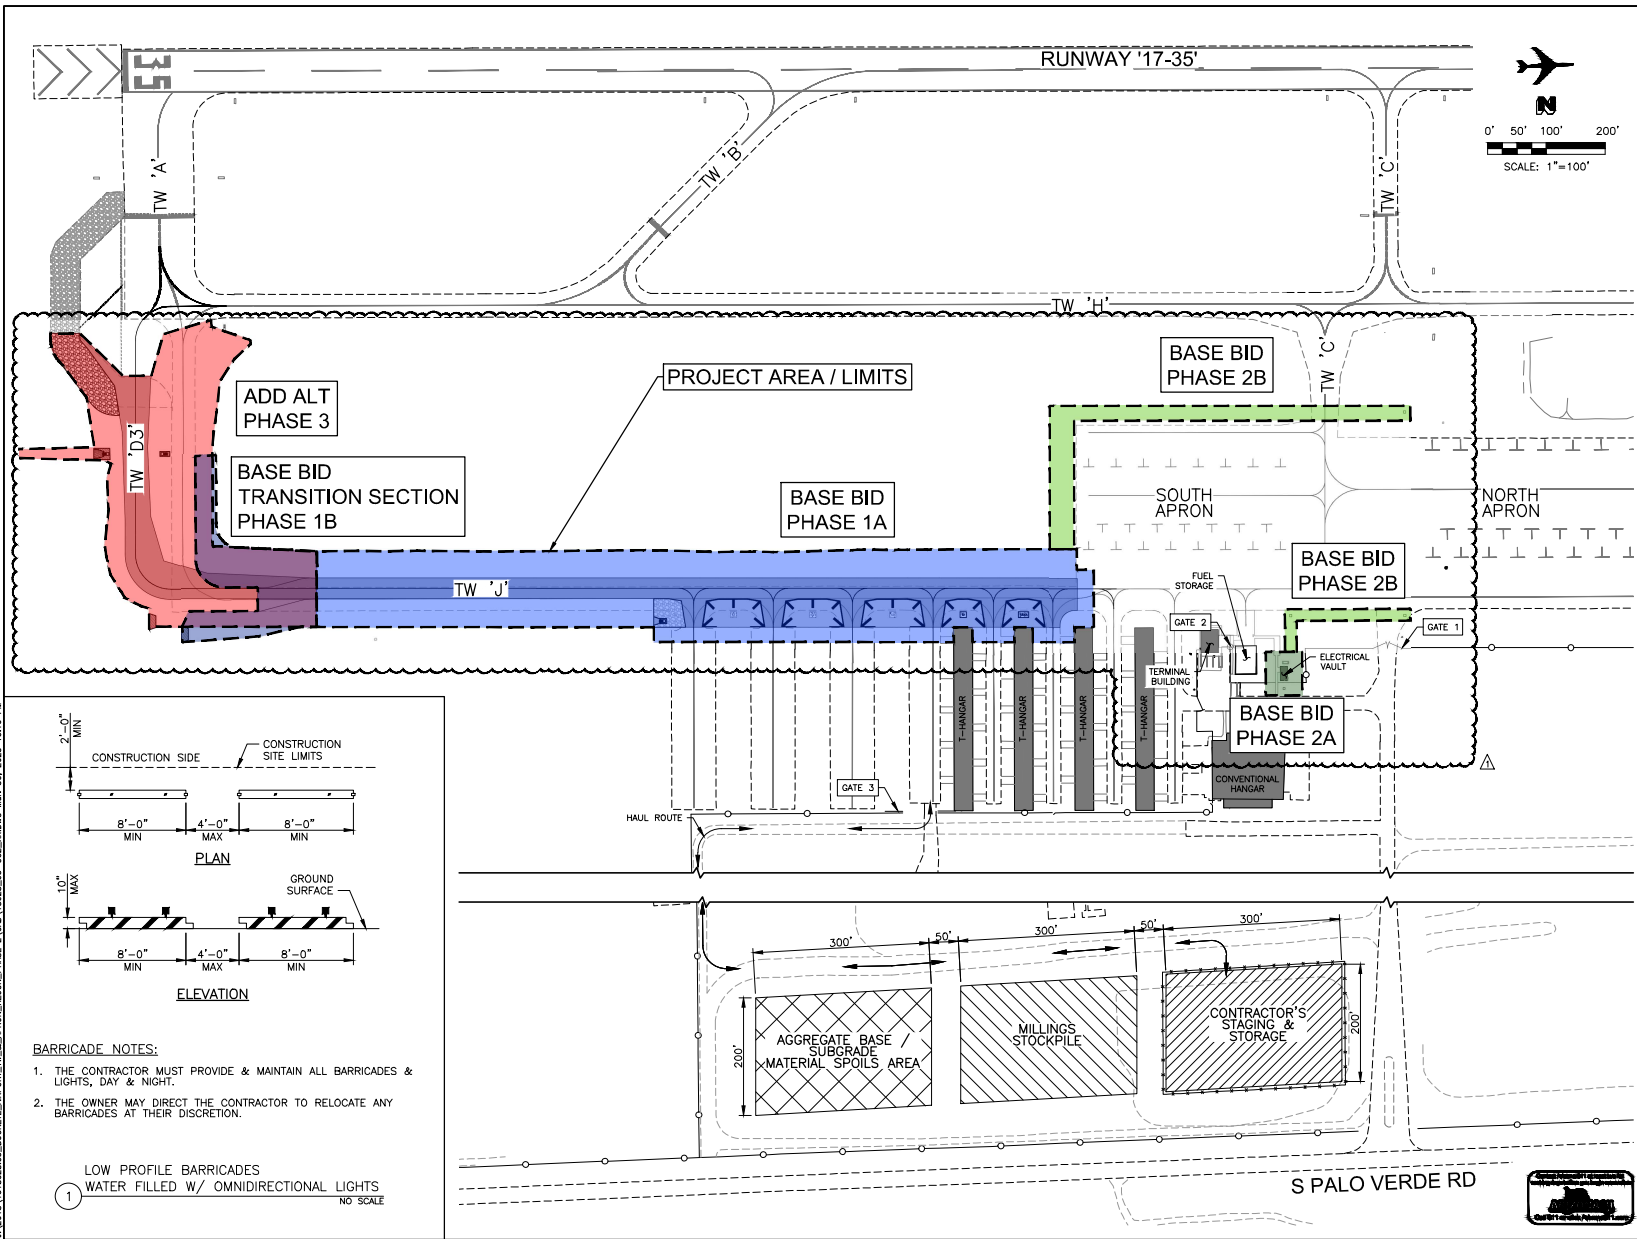 RUNWAY '17-35'
35
N
0' 50' 100' 200'
SCALE: 1"=100'
TW 'A'
TW 'B'
TW 'C'
TW 'H'
TW 'C'
BASE BID
PHASE 2B
PROJECT AREA / LIMITS
ADD ALT
PHASE 3
TW 'D3'
BASE BID
TRANSITION SECTION
PHASE 1B
BASE BID
PHASE 1A
SOUTH
APRON
NORTH
APRON
BASE BID
PHASE 2B
TW 'J'
FUEL
STORAGE
GATE 2
GATE 1
TERMINAL
BUILDING
ELECTRICAL
VAULT
BASE BID
PHASE 2A
T-HANGAR
T-HANGAR
T-HANGAR
T-HANGAR
CONVENTIONAL
HANGAR
1
GATE 3
HAUL ROUTE
2'-0"
MIN
CONSTRUCTION SIDE
CONSTRUCTION
SITE LIMITS
8'-0"
MIN
4'-0"
MAX
8'-0"
MIN
PLAN
10"
MAX
GROUND
SURFACE
8'-0"
MIN
4'-0"
MAX
8'-0"
MIN
ELEVATION
300'
50'
300'
50'
300'
200'
AGGREGATE BASE /
SUBGRADE
MATERIAL SPOILS AREA
MILLINGS
STOCKPILE
CONTRACTOR'S
STAGING &
STORAGE
200'
BARRICADE NOTES:
1. THE CONTRACTOR MUST PROVIDE & MAINTAIN ALL BARRICADES &
LIGHTS, DAY & NIGHT.
2. THE OWNER MAY DIRECT THE CONTRACTOR TO RELOCATE ANY
BARRICADES AT THEIR DISCRETION.
1
LOW PROFILE BARRICADES
WATER FILLED W/ OMNIDIRECTIONAL LIGHTS
NO SCALE
S PALO VERDE RD